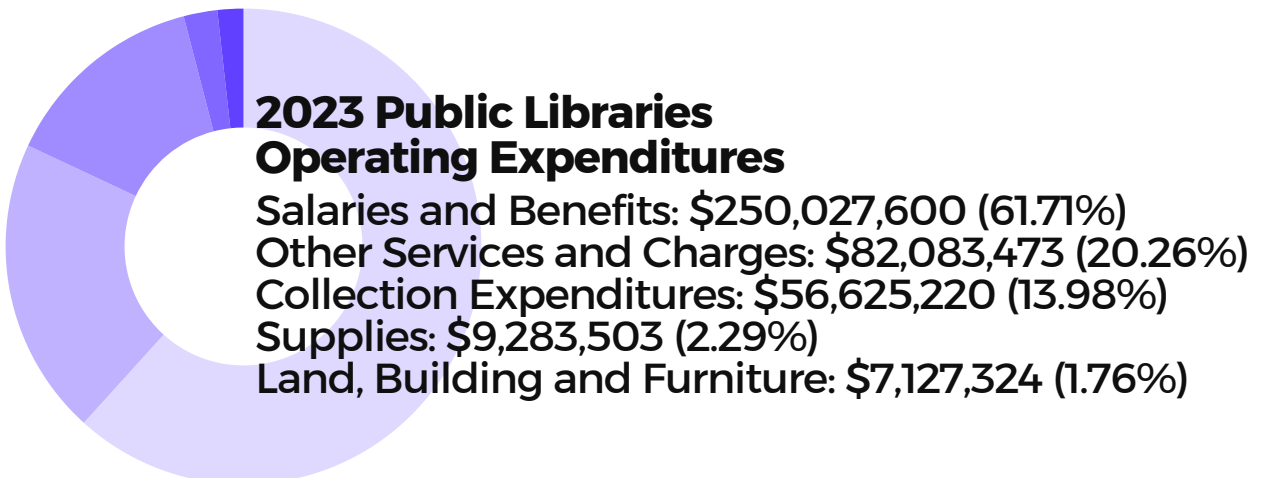 2023 Public Libraries
Operating Expenditures
Salaries and Benefits: $250,027,600 (61.71%)
Other Services and Charges: $82,083,473 (20.26%)
Collection Expenditures: $56,625,220 (13.98%)
Supplies: $9,283,503 (2.29%)
Land, Building and Furniture: $7,127,324 (1.76%)